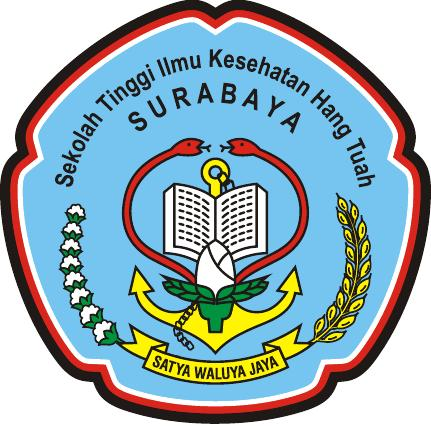 Sekolah Tinggi Ilmu Kesehatan Hang Tuah
SURABAYA
SATYA WALUYA JAYA